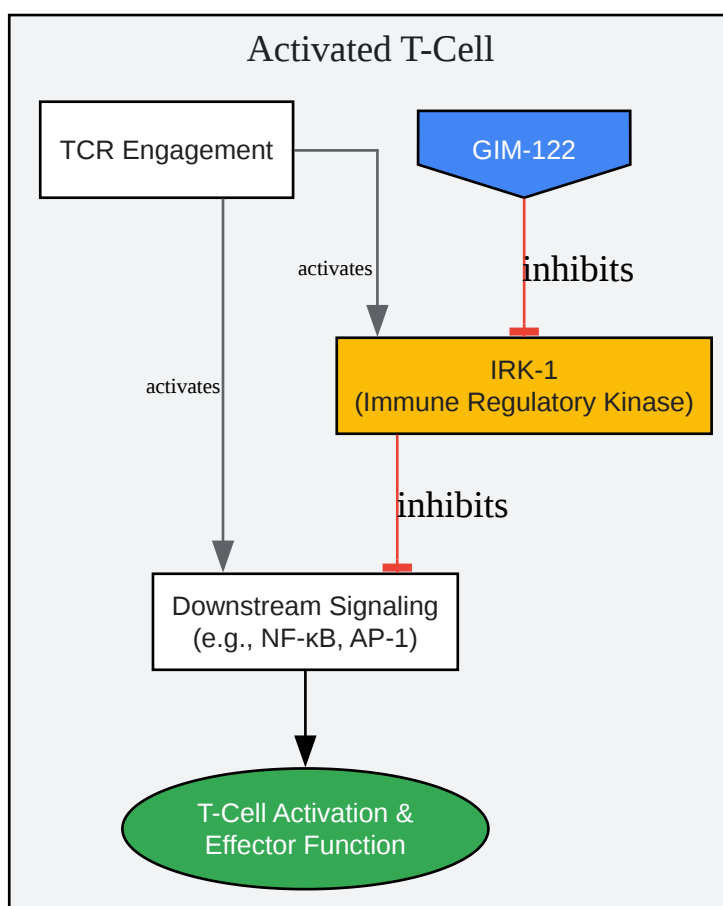 Activated T-Cell
TCR Engagement
GIM-122
activates
inhibits
IRK-1
(Immune Regulatory Kinase)
activates
inhibits
Downstream Signaling
(e.g., NF-κB, AP-1)
T-Cell Activation &
Effector Function